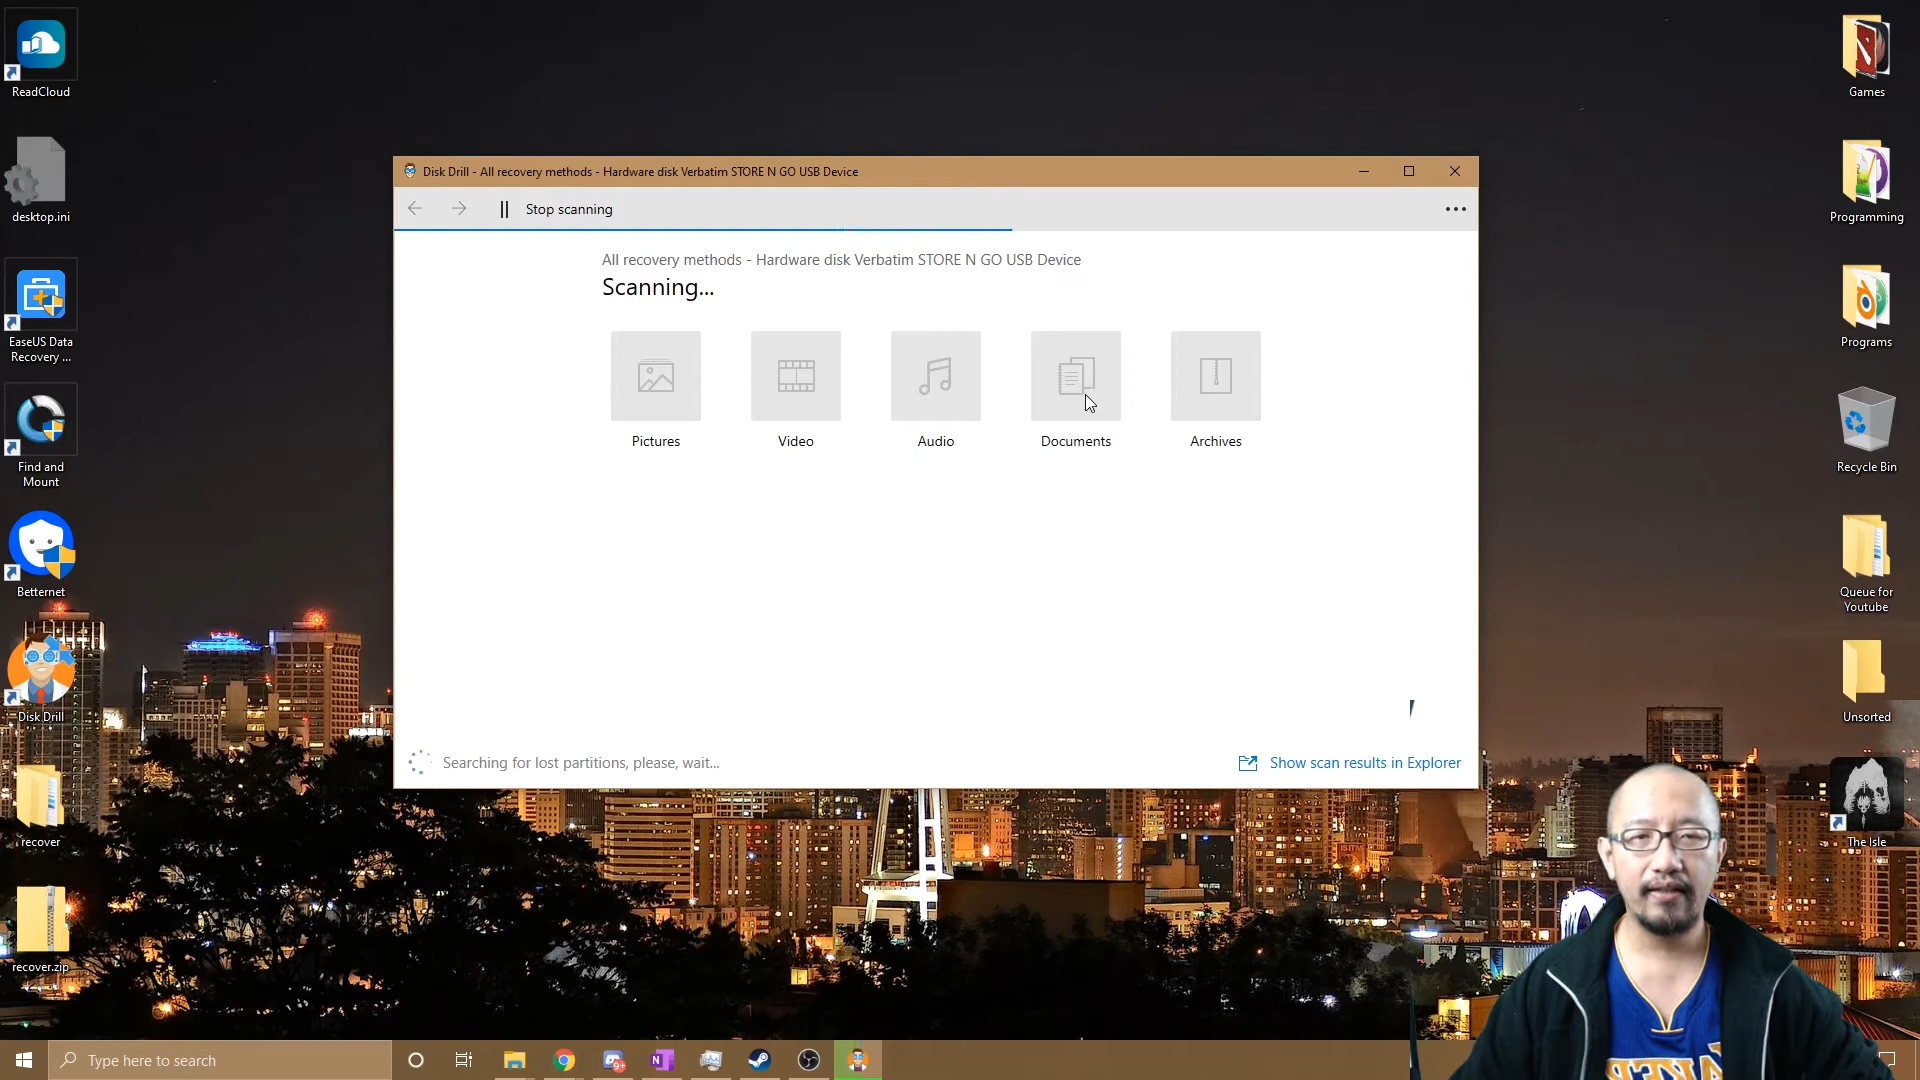 ReadCloud
desktop.ini
EaseUS Data
Recovery ...
Find and
Mount
Betternet
Disk Drill
recover
recover.zip
Disk Drill - All recovery methods - Hardware disk Verbatim STORE N GO USB Device
Stop scanning
All recovery methods - Hardware disk Verbatim STORE N GO USB Device
Scanning...
Pictures
Video
Audio
Documents
Archives
Searching for lost partitions, please, wait...
Show scan results in Explorer
Games
Programming
Programs
Recycle Bin
Queue for
Youtube
Unsorted
The Isle
Type here to search
9+
N